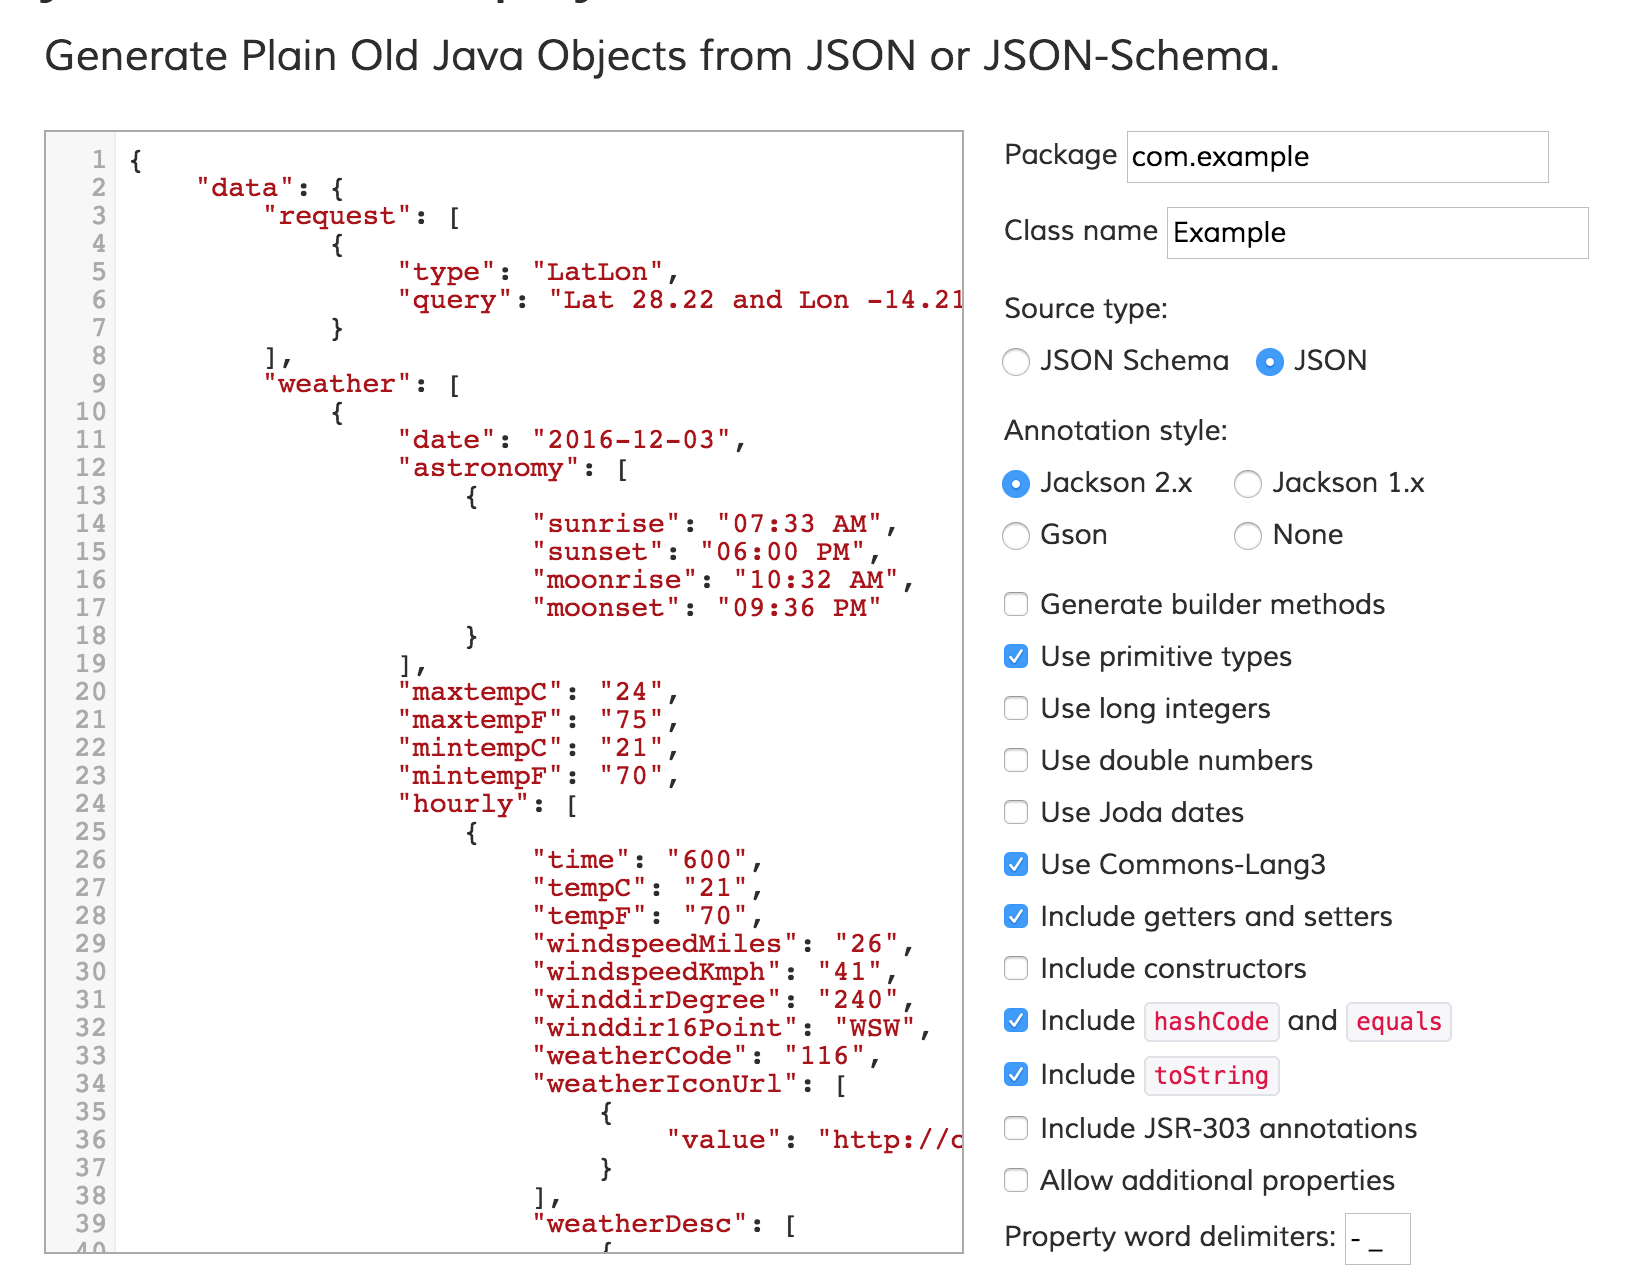 Generate Plain Old Java Objects from JSON or JSON-Schema.
1 {
2 "data": {
3 "request": [
4 {
5 "type": "LatLon",
6 "query": "Lat 28.22 and Lon -14.21
7 }
8 ],
9 "weather": [
10 {
11 "date": "2016-12-03",
12 "astronomy": [
13 {
14 "sunrise": "07:33 AM",
15 "sunset": "06:00 PM",
16 "moonrise": "10:32 AM",
17 "moonset": "09:36 PM"
18 }
19 ],
20 "maxtempC": "24",
21 "maxtempF": "75",
22 "mintempC": "21",
23 "mintempF": "70",
24 "hourly": [
25 {
26 "time": "600",
27 "tempC": "21",
28 "tempF": "70",
29 "windspeedMiles": "26",
30 "windspeedKmph": "41",
31 "winddirDegree": "240",
32 "winddir16Point": "WSW",
33 "weatherCode": "116",
34 "weatherIconUrl": [
35 {
36 "value": "http://c
37 }
38 ],
39 "weatherDesc": [
40 {
Package com.example
Class name Example
Source type:
JSON Schema JSON
Annotation style:
Jackson 2.x Jackson 1.x
Gson None
Generate builder methods
Use primitive types
Use long integers
Use double numbers
Use Joda dates
Use Commons-Lang3
Include getters and setters
Include constructors
Include hashCode and equals
Include toString
Include JSR-303 annotations
Allow additional properties
Property word delimiters: - _